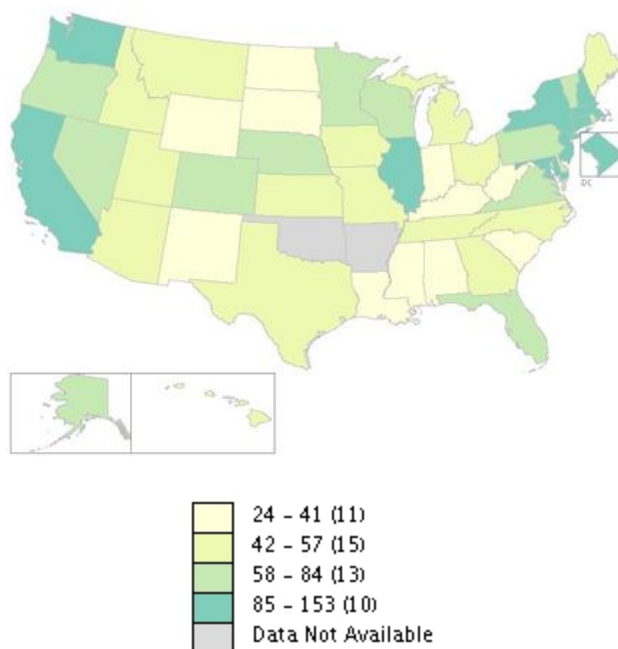 DC
24 - 41 (11)
42 - 57 (15)
58 - 84 (13)
85 - 153 (10)
Data Not Available